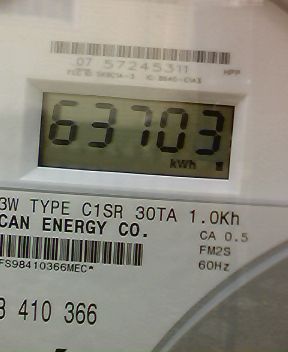 07 57245311
HPP
63703
kWh
3W TYPE C1SR 30TA 1.0Kh
CAN ENERGY CO.
CA 0.5
FM2S
60Hz
FS98410366MEC*
410 366